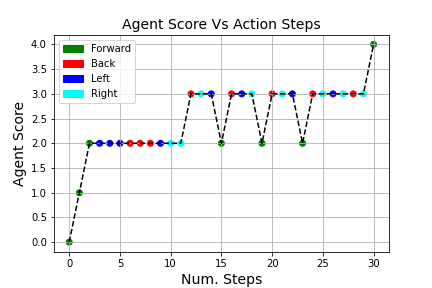 Agent Score Vs Action Steps
4.0
3.5
3.0
2.5
2.0
1.5
1.0
0.5
0.0
Agent Score
Forward
Back
Left
Right
0 5 10 15 20 25 30
Num. Steps